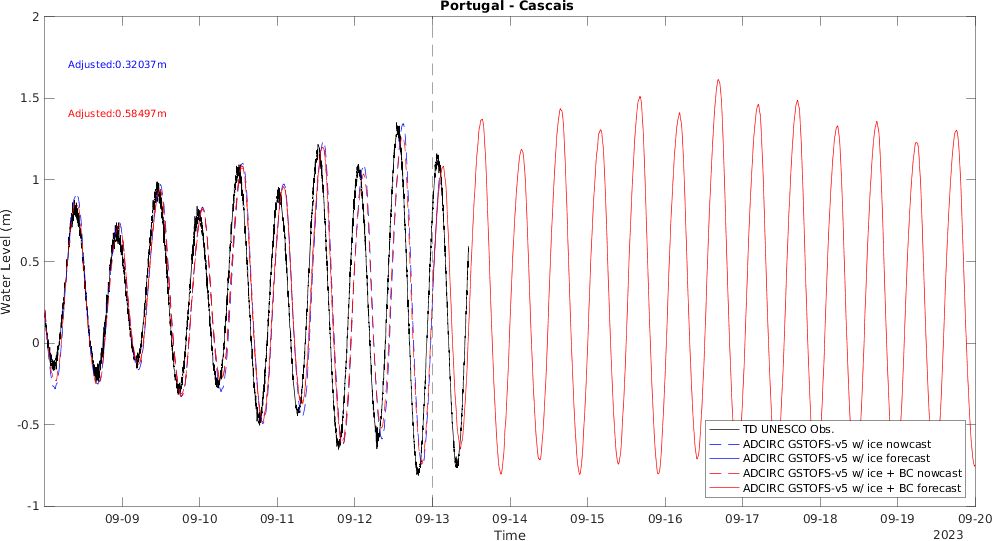 Portugal - Cascais
2
1.5
1
0.5
0
-0.5
-1
Water Level (m)
Adjusted:0.32037m
Adjusted:0.58497m
TD UNESCO Obs.
ADCIRC GSTOFS-v5 w/ ice nowcast
ADCIRC GSTOFS-v5 w/ ice forecast
ADCIRC GSTOFS-v5 w/ ice + BC nowcast
ADCIRC GSTOFS-v5 w/ ice + BC forecast
09-09 09-10 09-11 09-12 09-13 09-14 09-15 09-16 09-17 09-18 09-19 09-20
Time
2023